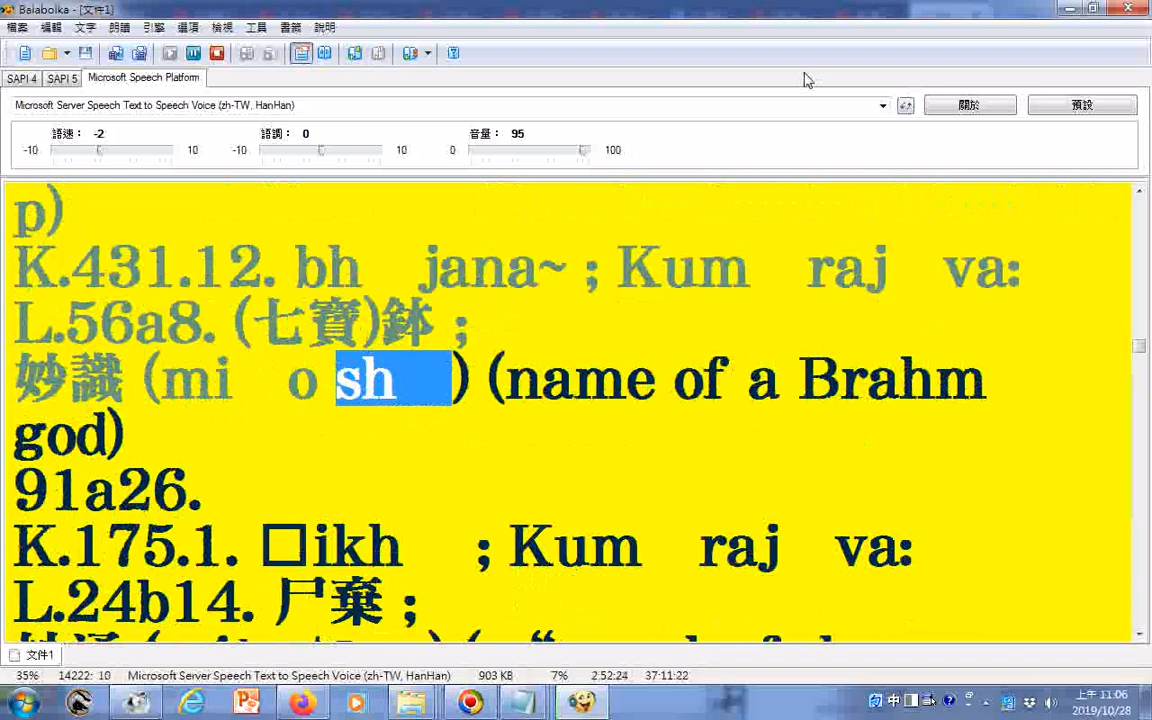 Balabolka - [文件1]
檔案 編輯 文字 朗讀 引擎 選項 檢視 工具 書籤 說明
SAPI 4 SAPI 5 Microsoft Speech Platform
Microsoft Server Speech Text to Speech Voice (zh-TW, HanHan) 關於 預設
語速： -2 語調： 0 音量： 95
-10 10 -10 10 0 100
p)
K.431.12. bh jana~ ; Kum raj va:
L.56a8. (七寶)鉢 ;
妙識 (mi o sh ) (name of a Brahm
god)
91a26.
K.175.1. □ikh ; Kum raj va:
L.24b14. 尸棄 ;
文件1
35% 14222: 10 Microsoft Server Speech Text to Speech Voice (zh-TW, HanHan) 903 KB 7% 2:52:24 37:11:22
中 上午 11:06
2019/10/28